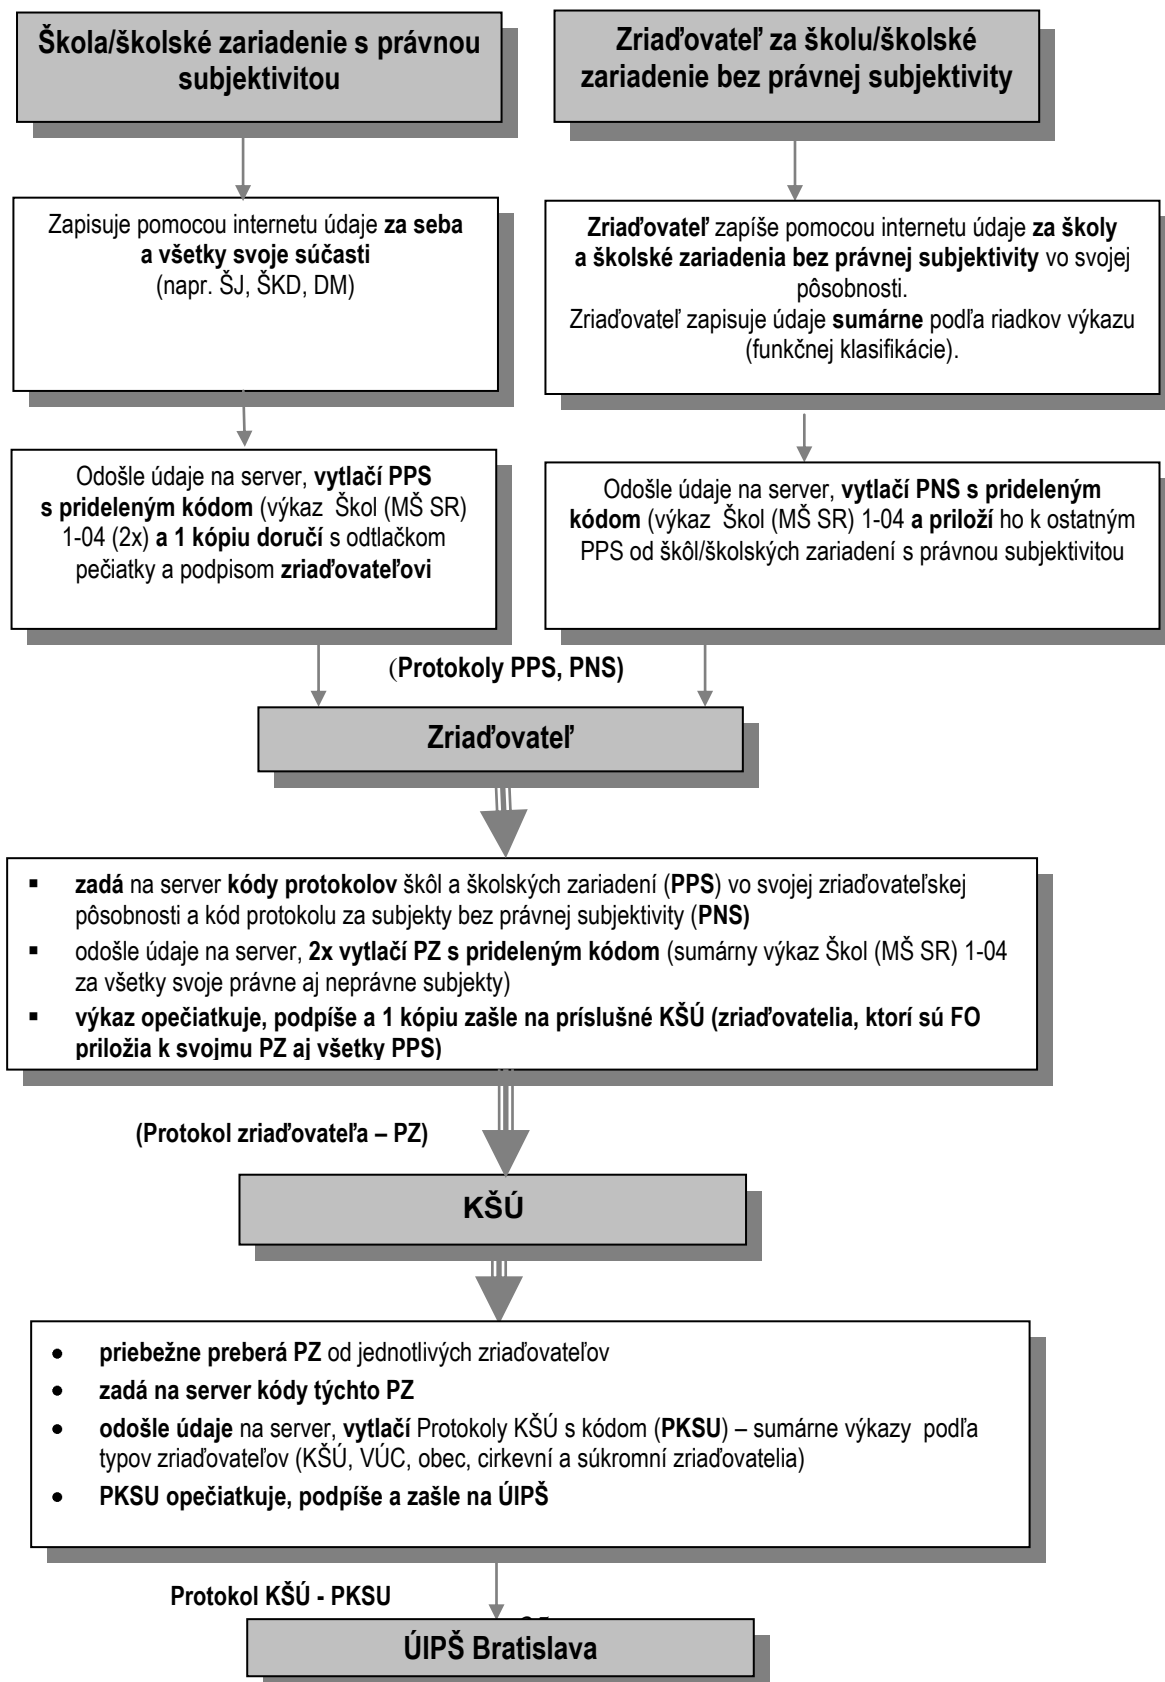 Škola/školské zariadenie s právnou
subjektivitou
Zriaďovateľ za školu/školské
zariadenie bez právnej subjektivity
Zapisuje pomocou internetu údaje za seba
a všetky svoje súčasti
(napr. ŠJ, ŠKD, DM)
Zriaďovateľ zapíše pomocou internetu údaje za školy
a školské zariadenia bez právnej subjektivity vo svojej
pôsobnosti.
Zriaďovateľ zapisuje údaje sumárne podľa riadkov výkazu
(funkčnej klasifikácie).
Odošle údaje na server, vytlačí PPS
s prideleným kódom (výkaz Škol (MŠ SR)
1-04 (2x) a 1 kópiu doručí s odtlačkom
pečiatky a podpisom zriaďovateľovi
Odošle údaje na server, vytlačí PNS s prideleným
kódom (výkaz Škol (MŠ SR) 1-04 a priloží ho k ostatným
PPS od škôl/školských zariadení s právnou subjektivitou
(Protokoly PPS, PNS)
Zriaďovateľ
▪ zadá na server kódy protokolov škôl a školských zariadení (PPS) vo svojej zriaďovateľskej
pôsobnosti a kód protokolu za subjekty bez právnej subjektivity (PNS)
▪ odošle údaje na server, 2x vytlačí PZ s prideleným kódom (sumárny výkaz Škol (MŠ SR) 1-04
za všetky svoje právne aj neprávne subjekty)
▪ výkaz opečiatkuje, podpíše a 1 kópiu zašle na príslušné KŠÚ (zriaďovatelia, ktorí sú FO
priložia k svojmu PZ aj všetky PPS)
(Protokol zriaďovateľa – PZ)
KŠÚ
• priebežne preberá PZ od jednotlivých zriaďovateľov
• zadá na server kódy týchto PZ
• odošle údaje na server, vytlačí Protokoly KŠÚ s kódom (PKSU) – sumárne výkazy podľa
typov zriaďovateľov (KŠÚ, VÚC, obec, cirkevní a súkromní zriaďovatelia)
• PKSU opečiatkuje, podpíše a zašle na ÚIPŠ
Protokol KŠÚ - PKSU
ÚIPŠ Bratislava